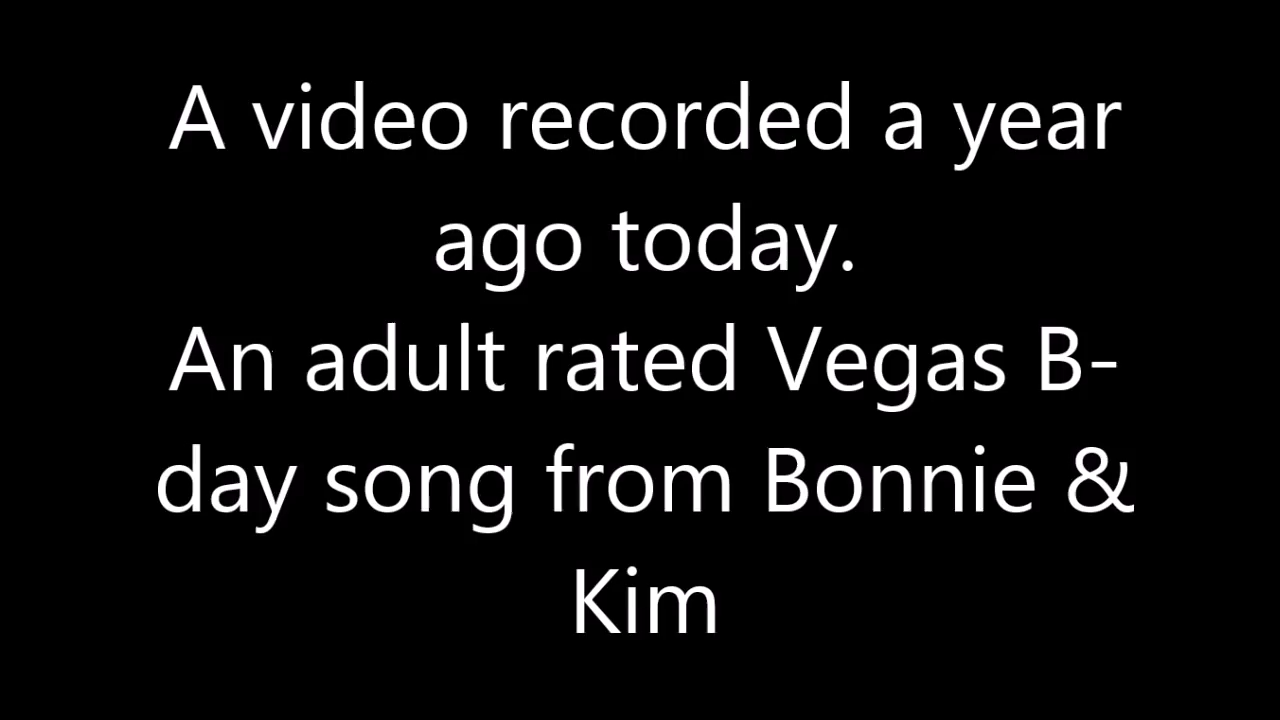 A video recorded a year
ago today.
An adult rated Vegas B-
day song from Bonnie &
Kim